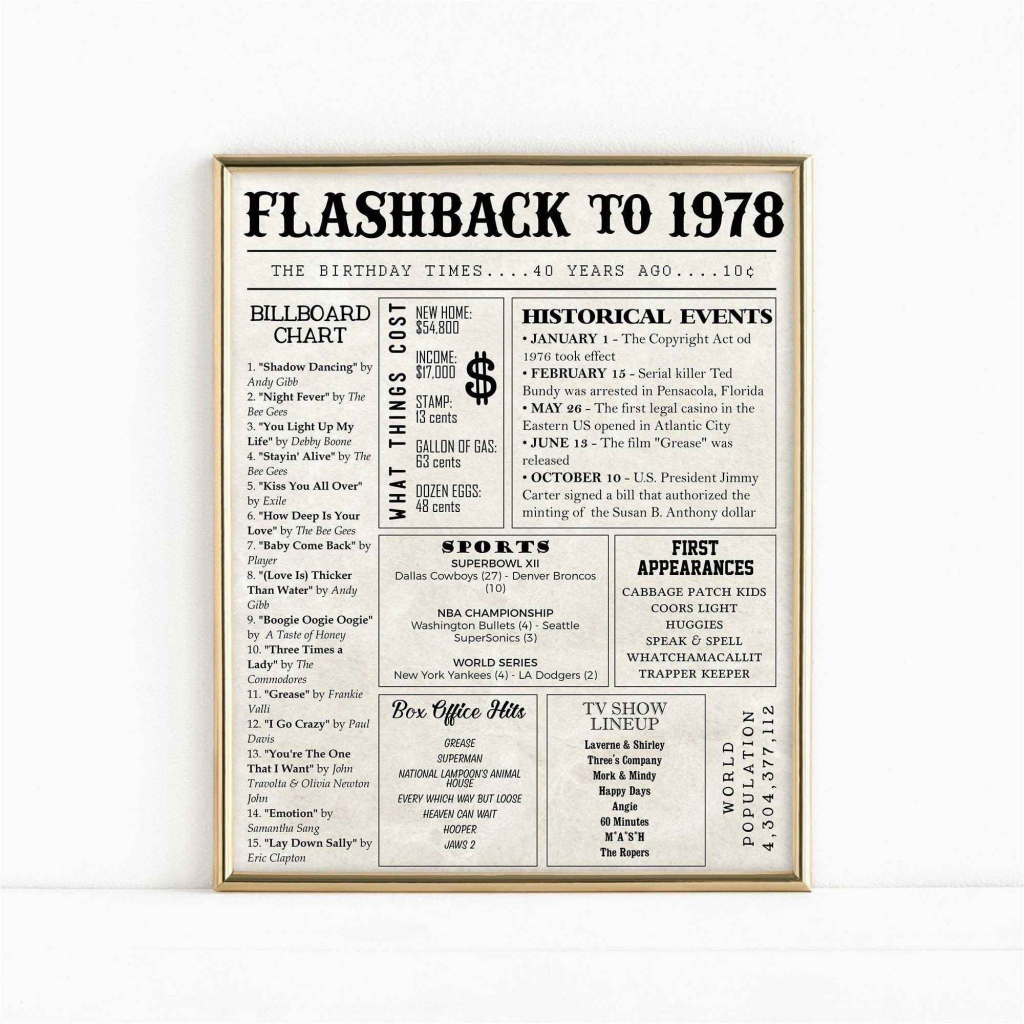 FLASHBACK TO 1978
THE BIRTHDAY TIMES....40 YEARS AGO....10¢
BILLBOARD
CHART
1. "Shadow Dancing" by
Andy Gibb
2. "Night Fever" by The
Bee Gees
3. "You Light Up My
Life" by Debby Boone
4. "Stayin' Alive" by The
Bee Gees
5. "Kiss You All Over"
by Exile
6. "How Deep Is Your
Love" by The Bee Gees
7. "Baby Come Back" by
Player
8. "(Love Is) Thicker
Than Water" by Andy
Gibb
9. "Boogie Oogie Oogie"
by A Taste of Honey
10. "Three Times a
Lady" by The
Commodores
11. "Grease" by Frankie
Valli
12. "I Go Crazy" by Paul
Davis
13. "You're The One
That I Want" by John
Travolta & Olivia Newton
John
14. "Emotion" by
Samantha Sang
15. "Lay Down Sally" by
Eric Clapton
WHAT THINGS COST
NEW HOME:
$54,800
INCOME:
$17,000
$
STAMP:
13 cents
GALLON OF GAS:
63 cents
DOZEN EGGS:
48 cents
HISTORICAL EVENTS
• JANUARY 1 - The Copyright Act od
1976 took effect
• FEBRUARY 15 - Serial killer Ted
Bundy was arrested in Pensacola, Florida
• MAY 26 - The first legal casino in the
Eastern US opened in Atlantic City
• JUNE 13 - The film "Grease" was
released
• OCTOBER 10 - U.S. President Jimmy
Carter signed a bill that authorized the
minting of the Susan B. Anthony dollar
SPORTS
SUPERBOWL XII
Dallas Cowboys (27) - Denver Broncos
(10)
NBA CHAMPIONSHIP
Washington Bullets (4) - Seattle
SuperSonics (3)
WORLD SERIES
New York Yankees (4) - LA Dodgers (2)
FIRST
APPEARANCES
CABBAGE PATCH KIDS
COORS LIGHT
HUGGIES
SPEAK & SPELL
WHATCHAMACALLIT
TRAPPER KEEPER
Box Office Hits
GREASE
SUPERMAN
NATIONAL LAMPOON'S ANIMAL
HOUSE
EVERY WHICH WAY BUT LOOSE
HEAVEN CAN WAIT
HOOPER
JAWS 2
TV SHOW
LINEUP
Laverne & Shirley
Three's Company
Mork & Mindy
Happy Days
Angie
60 Minutes
M*A*S*H
The Ropers
WORLD
POPULATION
4,304,377,112